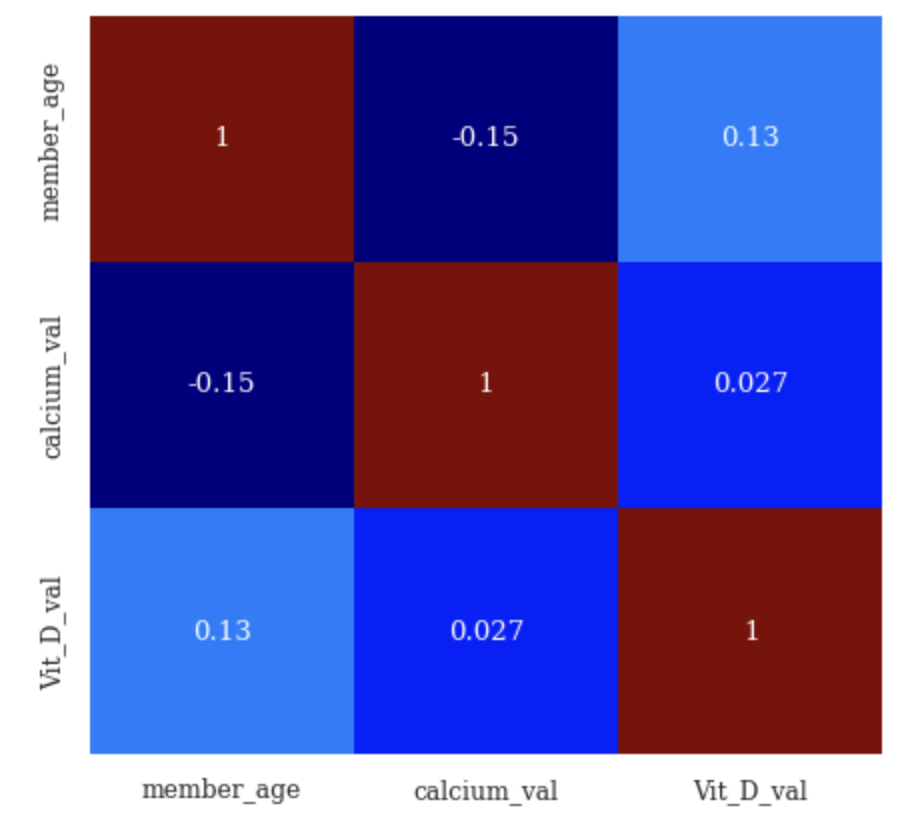 member_age
1
-0.15
0.13
calcium_val
-0.15
1
0.027
Vit_D_val
0.13
0.027
1
member_age calcium_val Vit_D_val